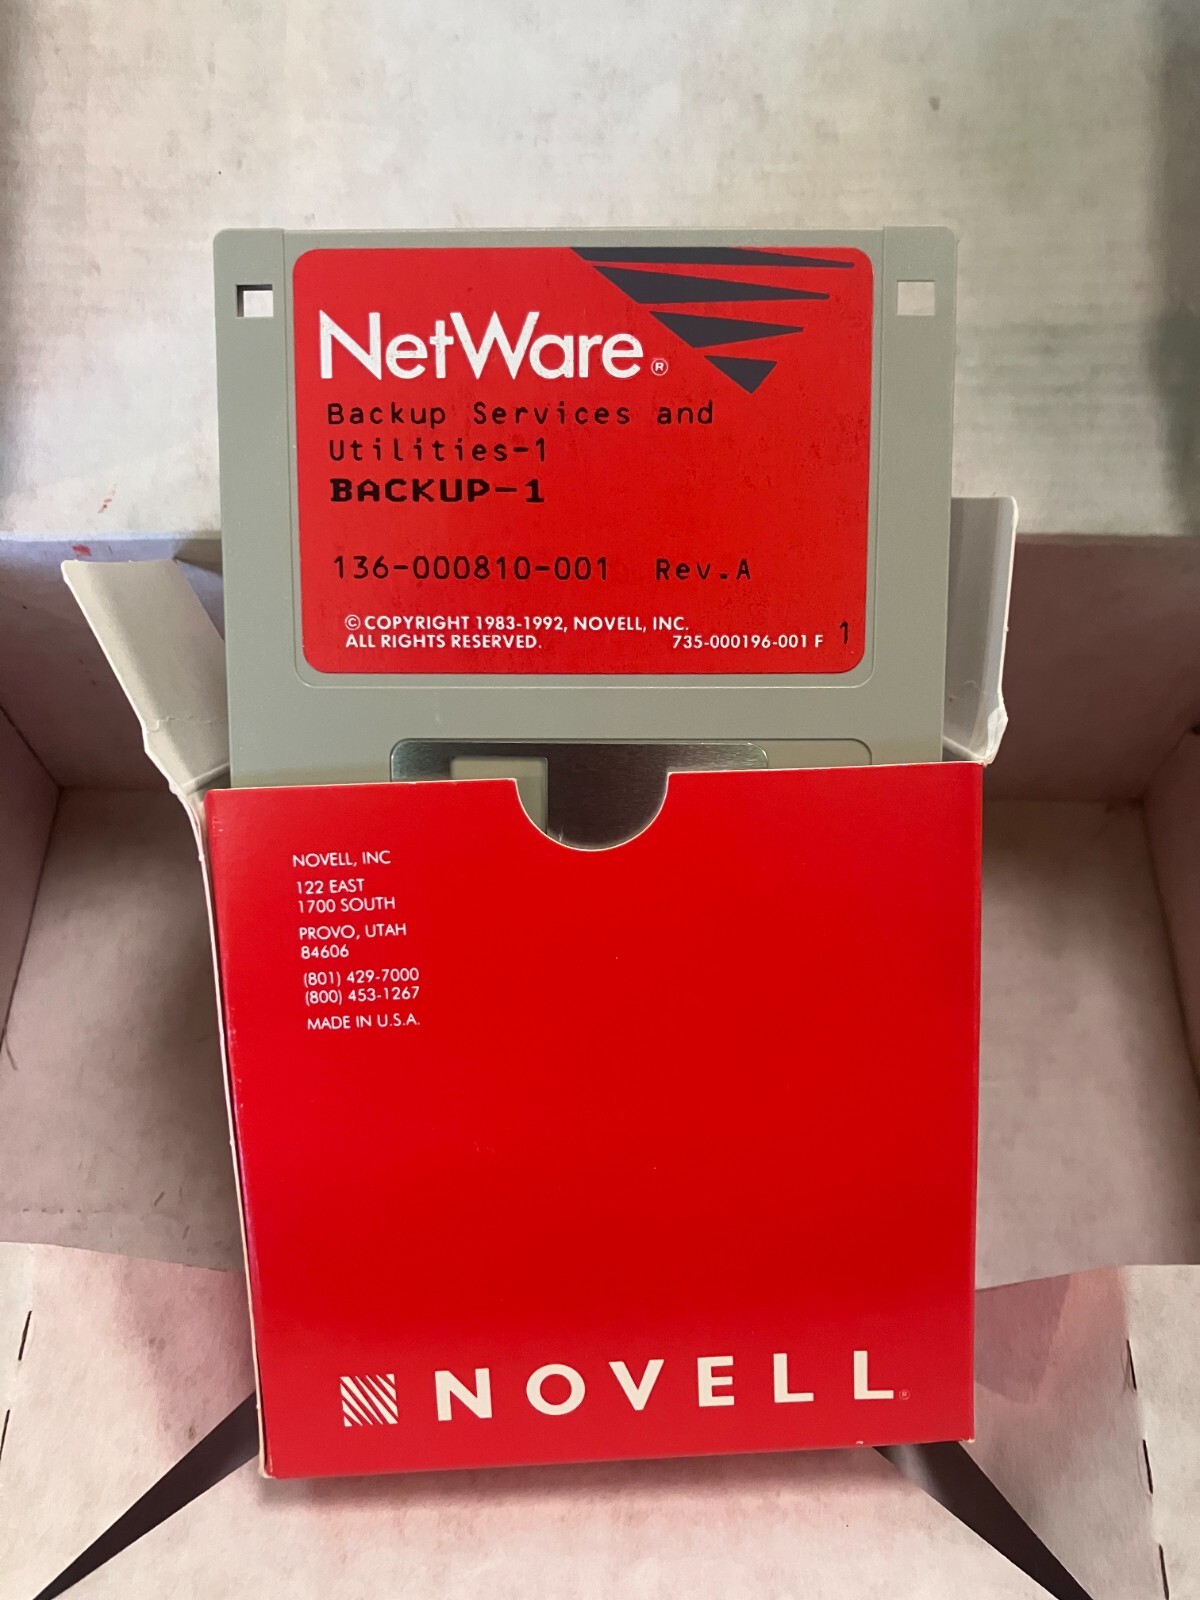 NetWare®
Backup Services and
Utilities-1
BACKUP-1
136-000810-001 Rev.A
© COPYRIGHT 1983-1992, NOVELL, INC.
ALL RIGHTS RESERVED. 735-000196-001 F 1
NOVELL, INC
122 EAST
1700 SOUTH
PROVO, UTAH
84606
(801) 429-7000
(800) 453-1267
MADE IN U.S.A.
NOVELL®